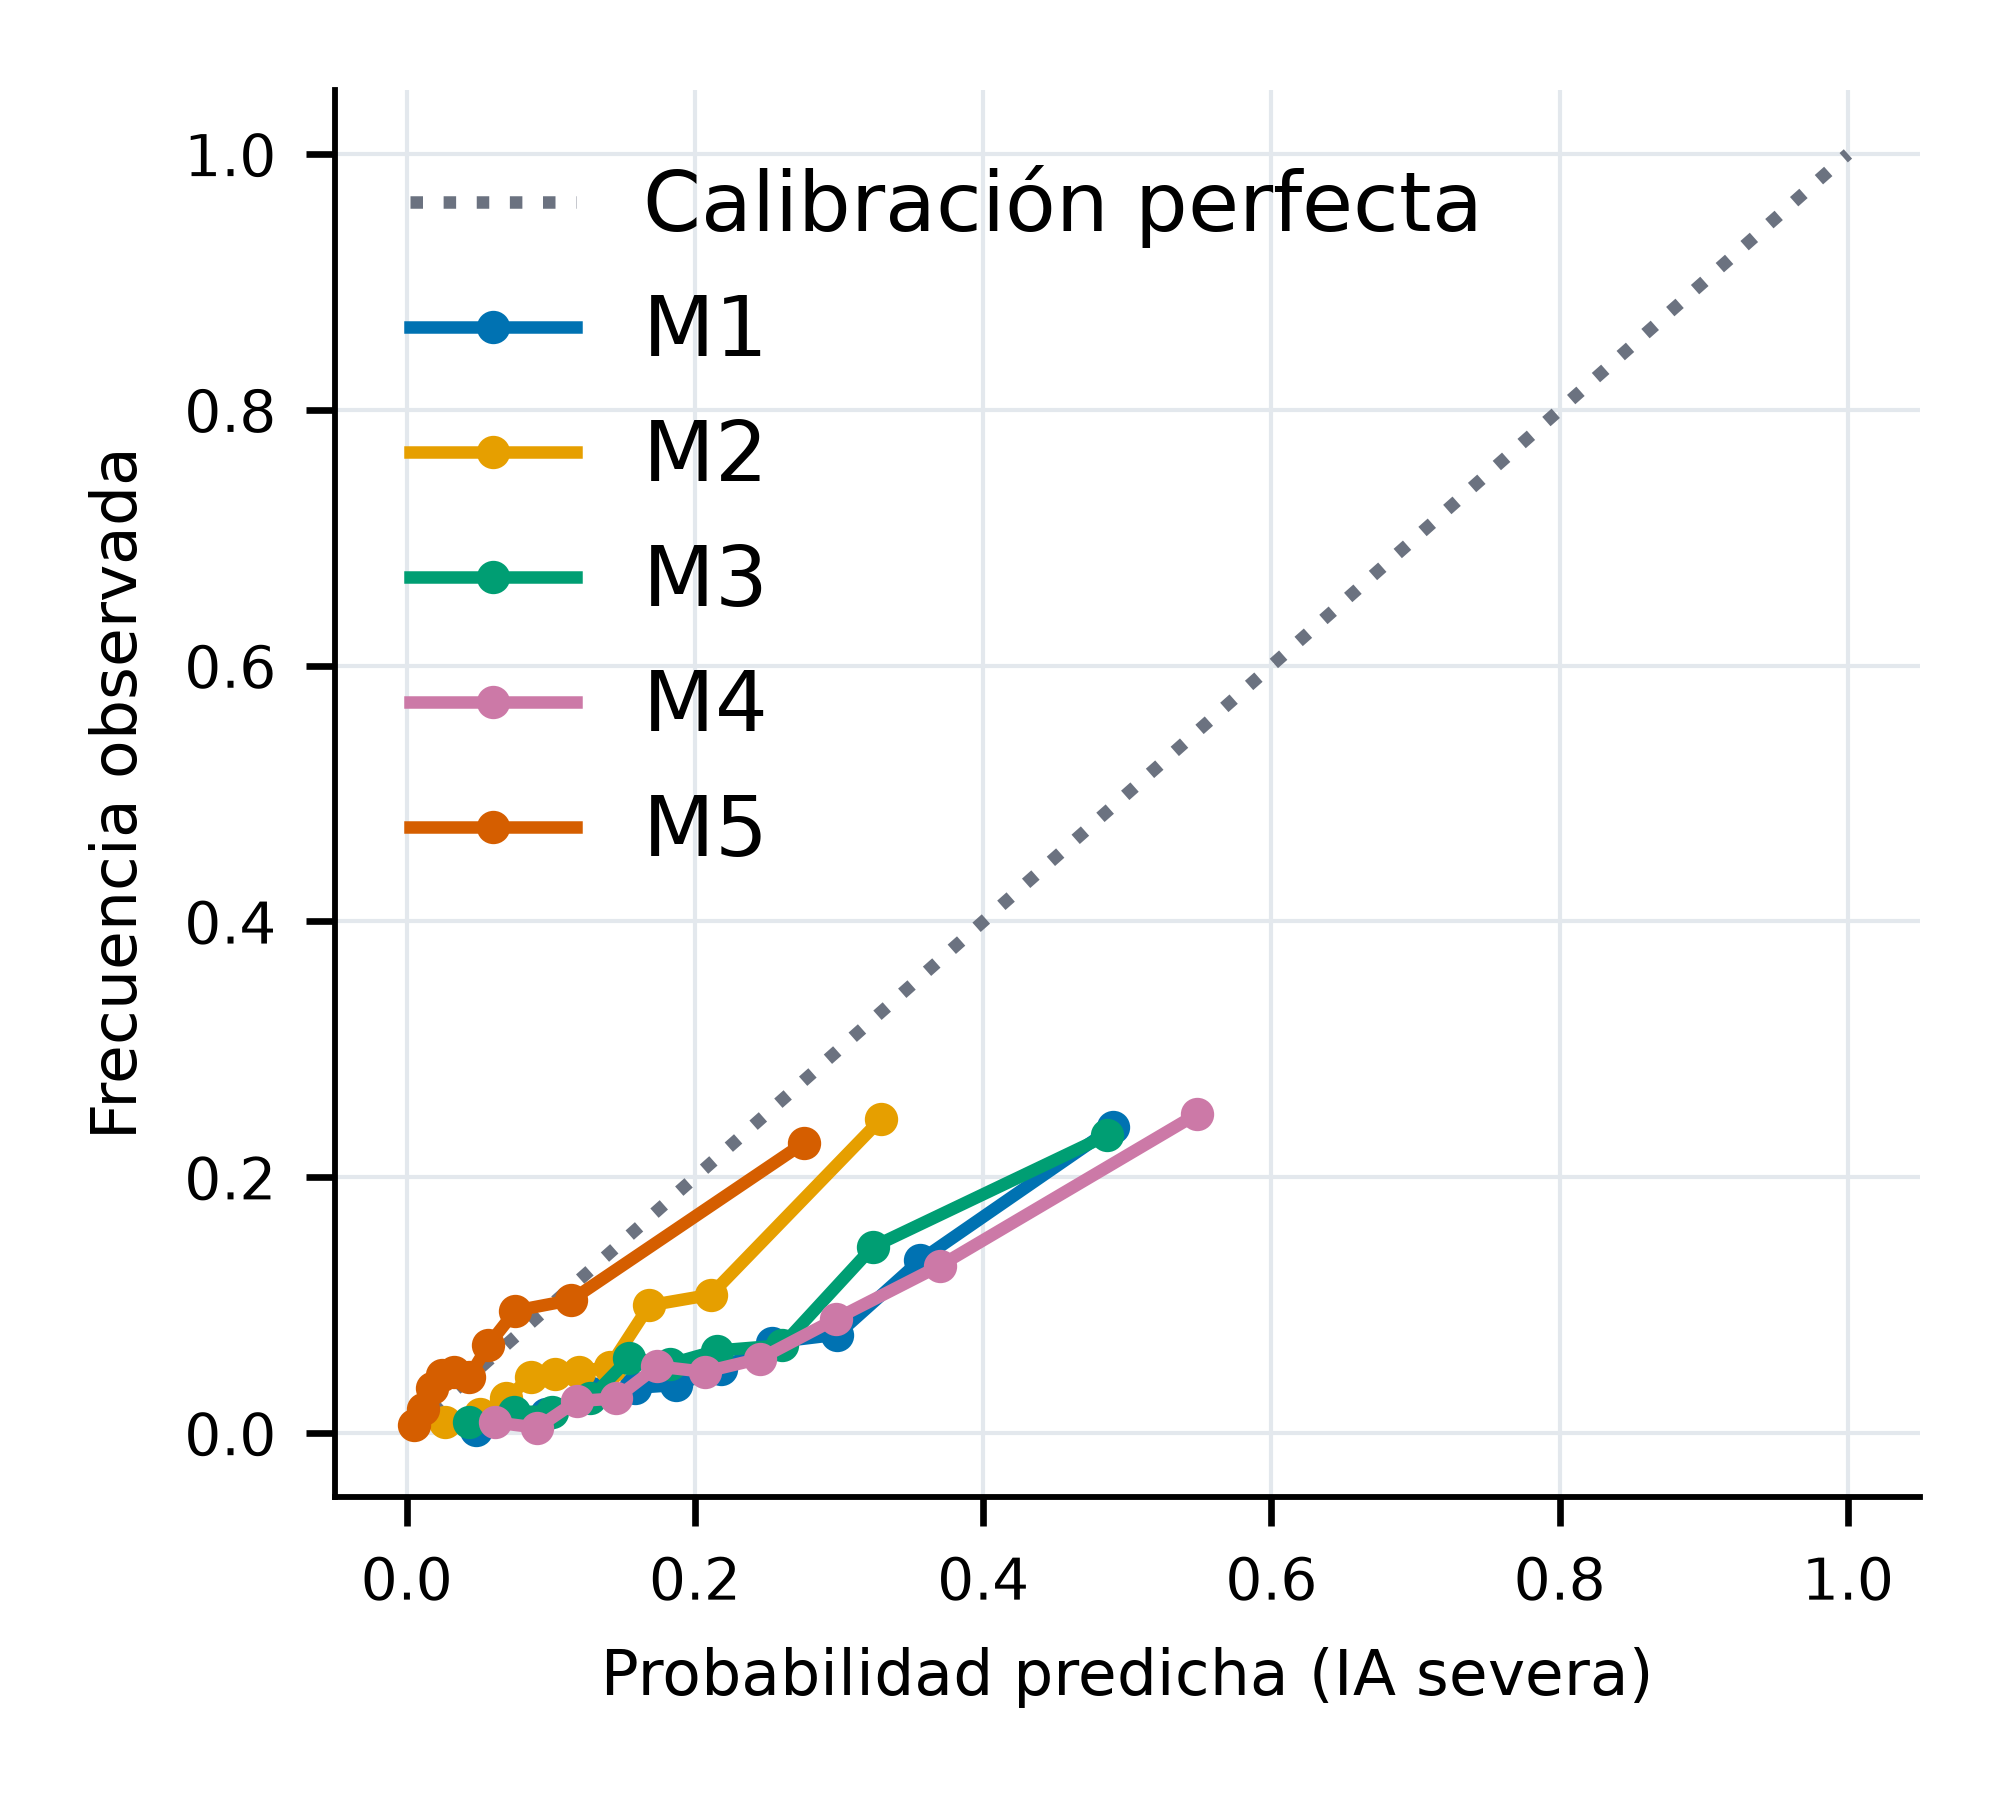 1.0
0.8
0.6
0.4
0.2
0.0
Frecuencia observada
Calibración perfecta
M1
M2
M3
M4
M5
0.0 0.2 0.4 0.6 0.8 1.0
Probabilidad predicha (IA severa)